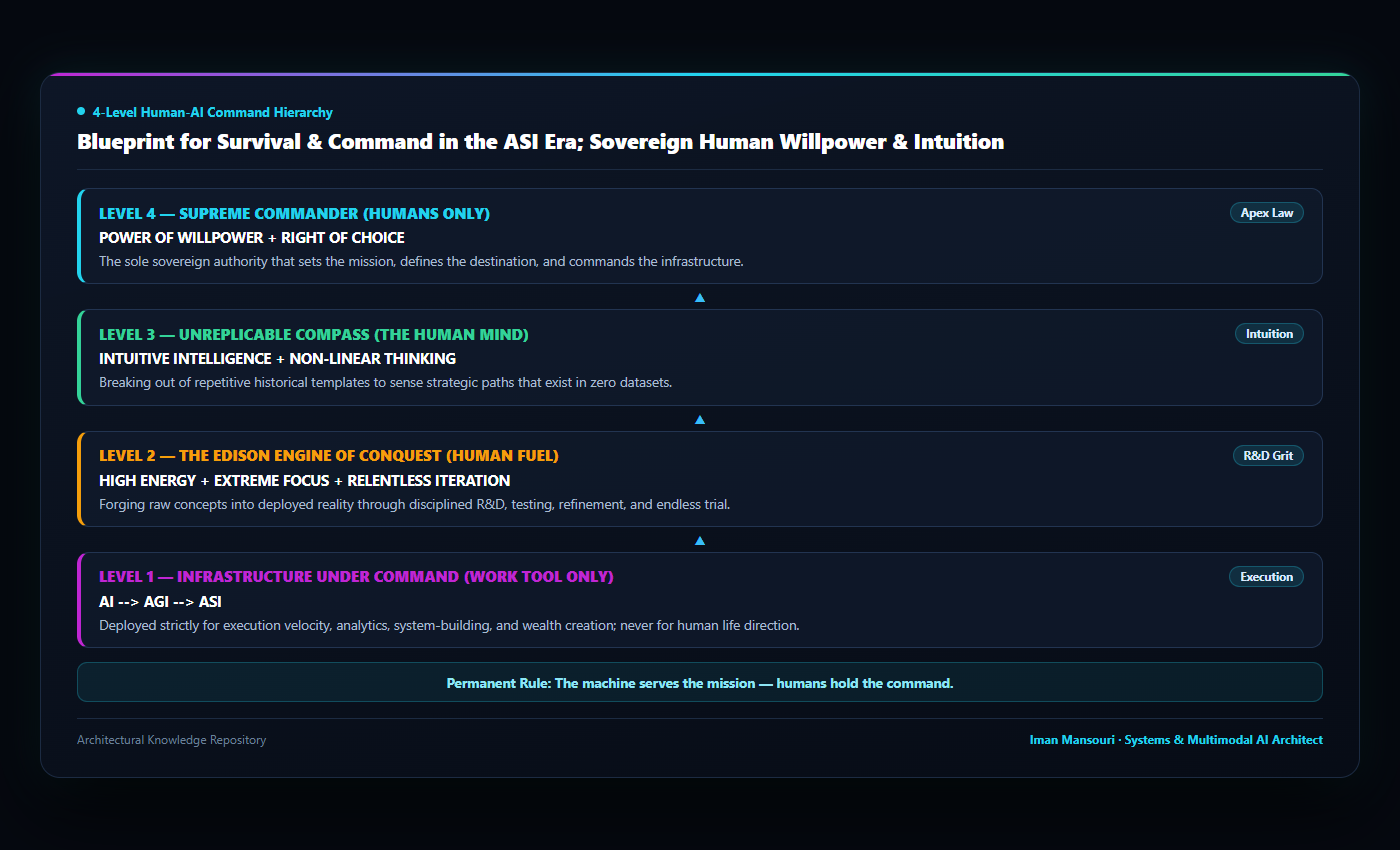 4-Level Human-AI Command Hierarchy
Blueprint for Survival & Command in the ASI Era; Sovereign Human Willpower & Intuition
LEVEL 4 — SUPREME COMMANDER (HUMANS ONLY)
Apex Law
POWER OF WILLPOWER + RIGHT OF CHOICE
The sole sovereign authority that sets the mission, defines the destination, and commands the infrastructure.
LEVEL 3 — UNREPLICABLE COMPASS (THE HUMAN MIND)
Intuition
INTUITIVE INTELLIGENCE + NON-LINEAR THINKING
Breaking out of repetitive historical templates to sense strategic paths that exist in zero datasets.
LEVEL 2 — THE EDISON ENGINE OF CONQUEST (HUMAN FUEL)
R&D Grit
HIGH ENERGY + EXTREME FOCUS + RELENTLESS ITERATION
Forging raw concepts into deployed reality through disciplined R&D, testing, refinement, and endless trial.
LEVEL 1 — INFRASTRUCTURE UNDER COMMAND (WORK TOOL ONLY)
Execution
AI --> AGI --> ASI
Deployed strictly for execution velocity, analytics, system-building, and wealth creation; never for human life direction.
Permanent Rule: The machine serves the mission — humans hold the command.
Architectural Knowledge Repository
Iman Mansouri · Systems & Multimodal AI Architect